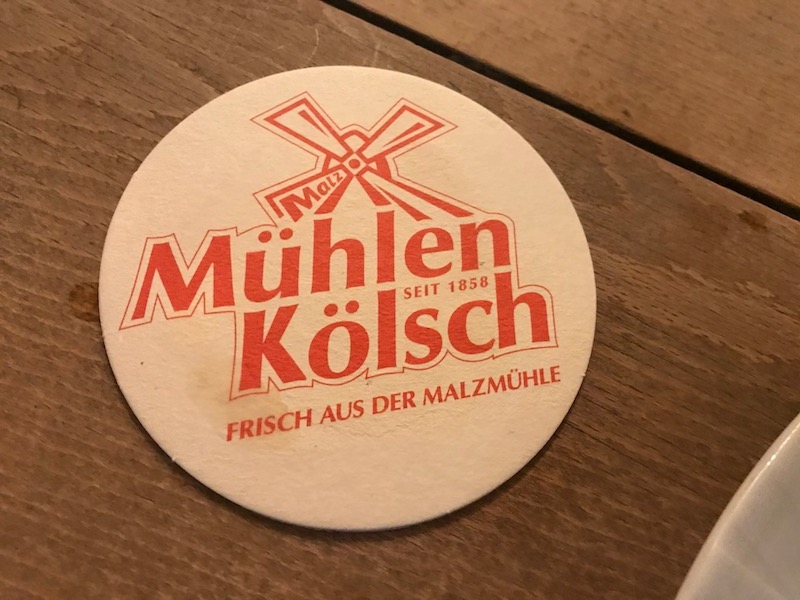 Malz
Mühlen
SEIT 1858
Kölsch
FRISCH AUS DER MALZMÜHLE